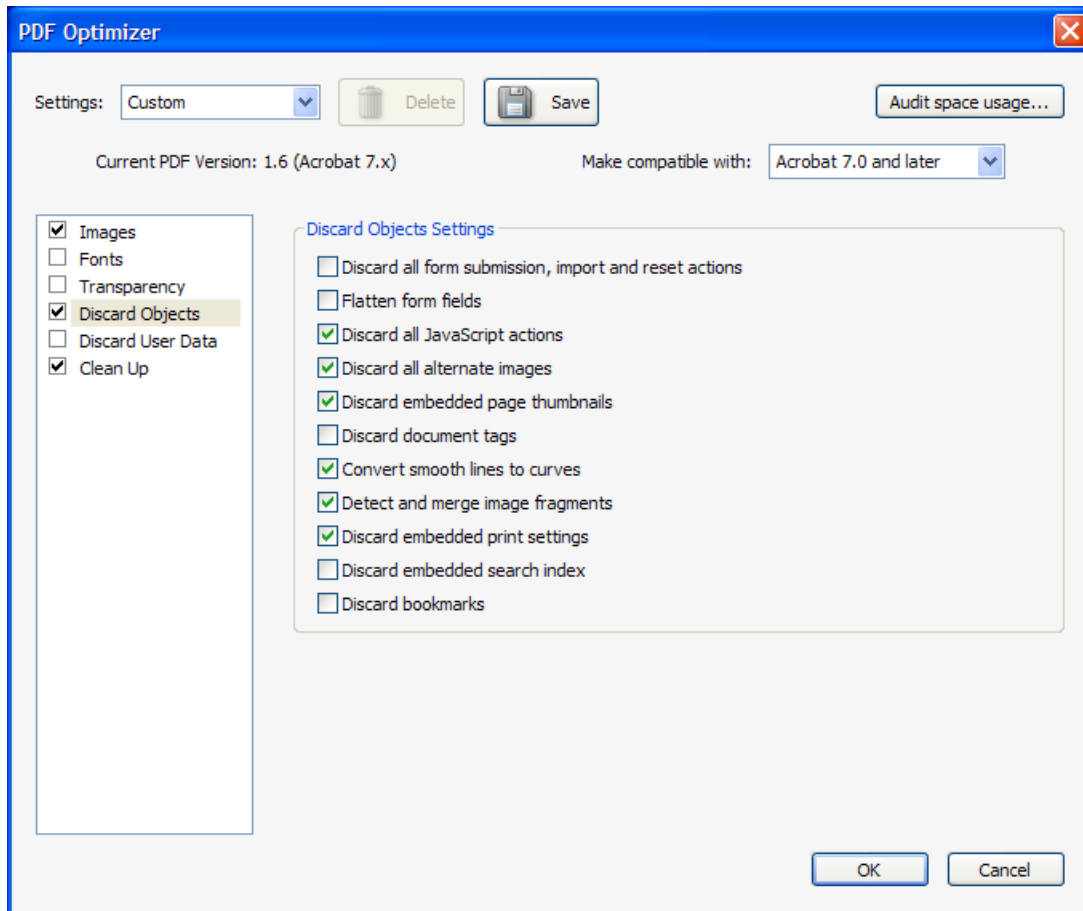 PDF Optimizer
Settings: Custom Delete Save Audit space usage...
Current PDF Version: 1.6 (Acrobat 7.x) Make compatible with: Acrobat 7.0 and later
Images
Fonts
Transparency
Discard Objects
Discard User Data
Clean Up
Discard Objects Settings
Discard all form submission, import and reset actions
Flatten form fields
Discard all JavaScript actions
Discard all alternate images
Discard embedded page thumbnails
Discard document tags
Convert smooth lines to curves
Detect and merge image fragments
Discard embedded print settings
Discard embedded search index
Discard bookmarks
OK Cancel